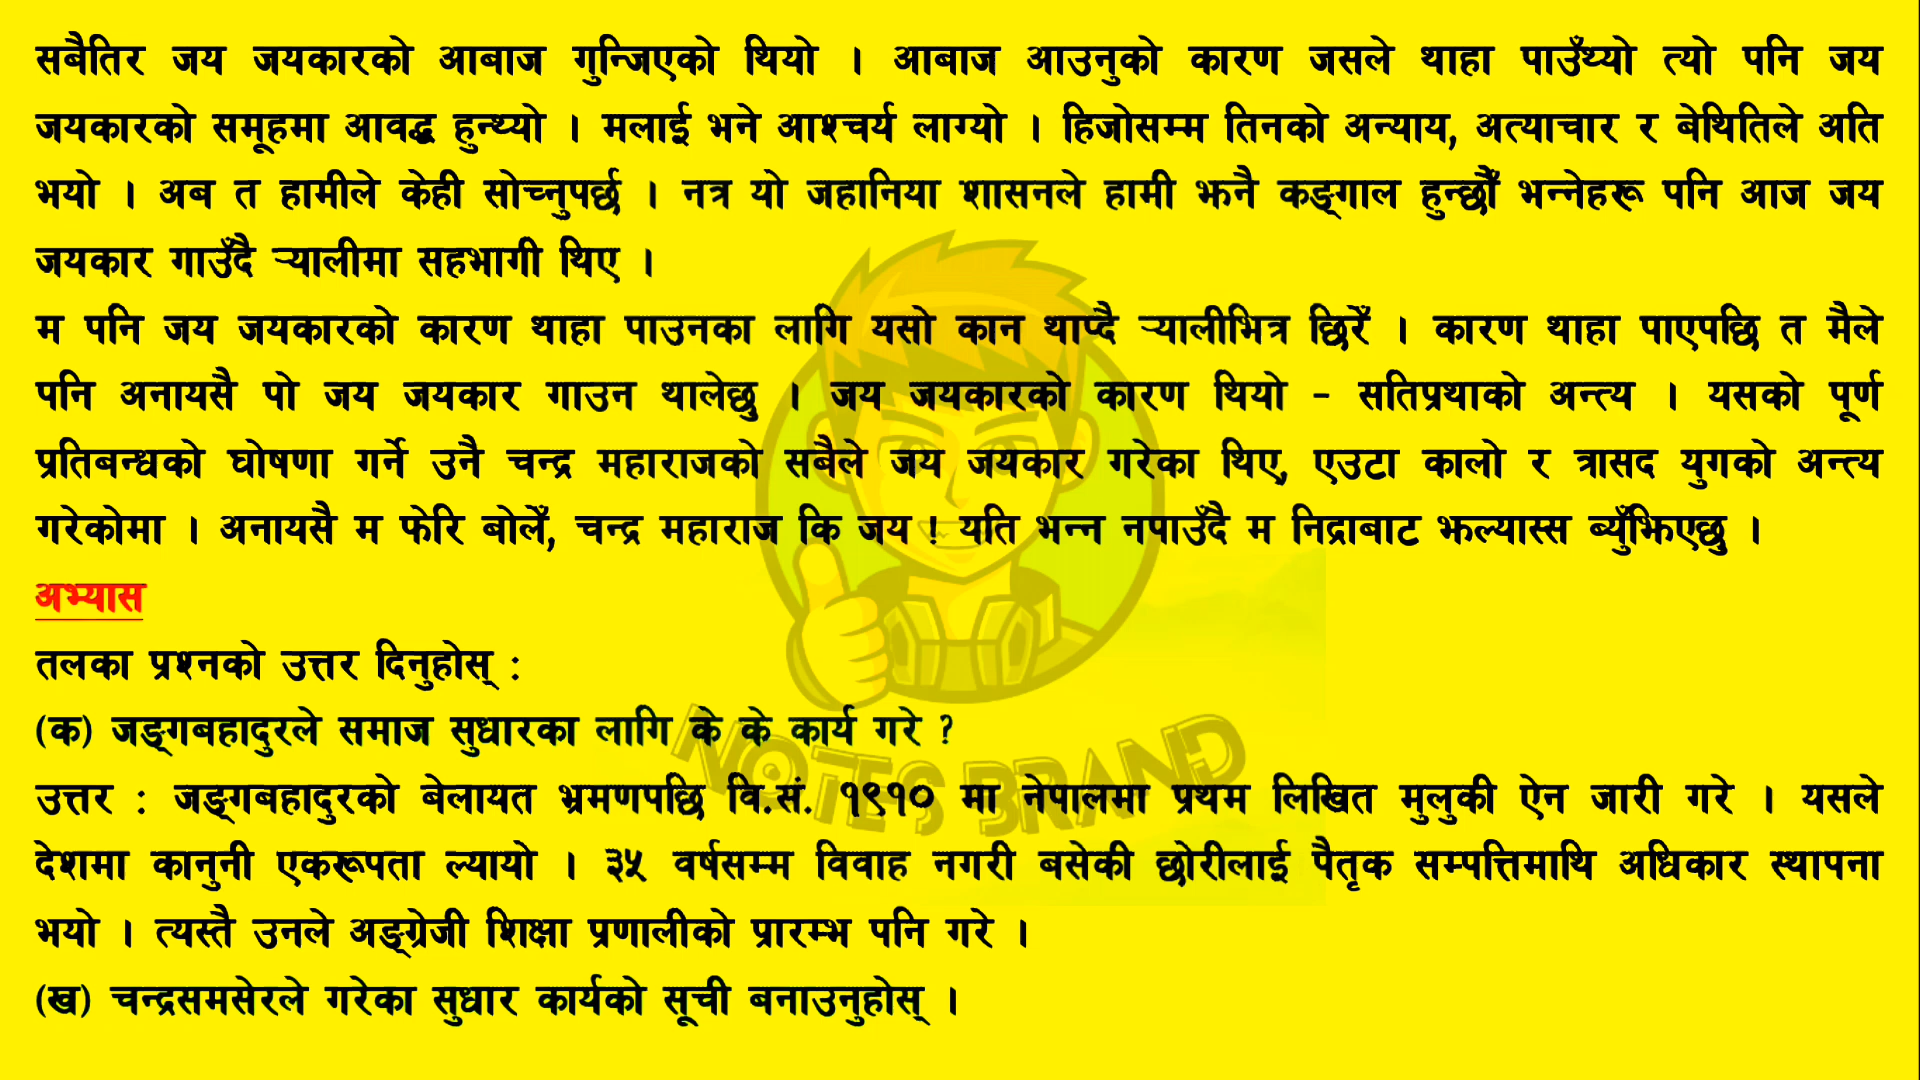 सबैतिर जय जयकारको आबाज गुन्जिएको थियो । आबाज आउनुको कारण जसले थाहा पाउँथ्यो त्यो पनि जय
जयकारको समूहमा आवद्ध हुन्थ्यो । मलाई भने आश्चर्य लाग्यो । हिजोसम्म तिनको अन्याय, अत्याचार र बेथितिले अति
भयो । अब त हामीले केही सोच्नुपर्छ । नत्र यो जहानिया शासनले हामी झनै कङ्गाल हुन्छौँ भन्नेहरू पनि आज जय
जयकार गाउँदै र्‍यालीमा सहभागी थिए ।
म पनि जय जयकारको कारण थाहा पाउनका लागि यसो कान थाप्दै र्‍यालीभित्र छिरेँ । कारण थाहा पाएपछि त मैले
पनि अनायसै पो जय जयकार गाउन थालेछु । जय जयकारको कारण थियो - सतिप्रथाको अन्त्य । यसको पूर्ण
प्रतिबन्धको घोषणा गर्ने उनै चन्द्र महाराजको सबैले जय जयकार गरेका थिए, एउटा कालो र त्रासद युगको अन्त्य
गरेकोमा । अनायसै म फेरि बोलेँ, चन्द्र महाराज कि जय ! यति भन्न नपाउँदै म निद्राबाट झल्यास्स ब्युँझिएछु ।
अभ्यास
तलका प्रश्नको उत्तर दिनुहोस् :
(क) जङ्गबहादुरले समाज सुधारका लागि के के कार्य गरे ?
उत्तर : जङ्गबहादुरको बेलायत भ्रमणपछि वि.सं. १९१० मा नेपालमा प्रथम लिखित मुलुकी ऐन जारी गरे । यसले
देशमा कानुनी एकरूपता ल्यायो । ३५ वर्षसम्म विवाह नगरी बसेकी छोरीलाई पैतृक सम्पत्तिमाथि अधिकार स्थापना
भयो । त्यस्तै उनले अङ्ग्रेजी शिक्षा प्रणालीको प्रारम्भ पनि गरे ।
(ख) चन्द्रसमसेरले गरेका सुधार कार्यको सूची बनाउनुहोस् ।
NOTES BRAND